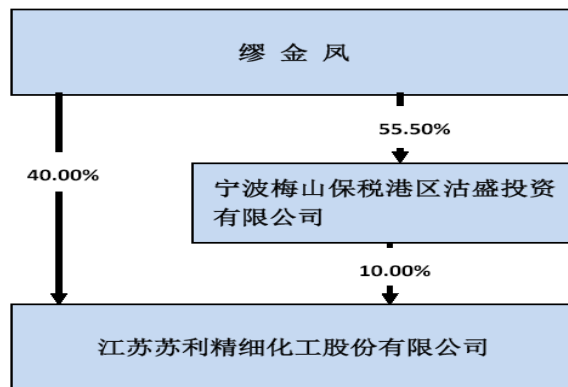 缪 金 凤
55.50%
40.00%
宁波梅山保税港区沽盛投资
有限公司
10.00%
江苏苏利精细化工股份有限公司